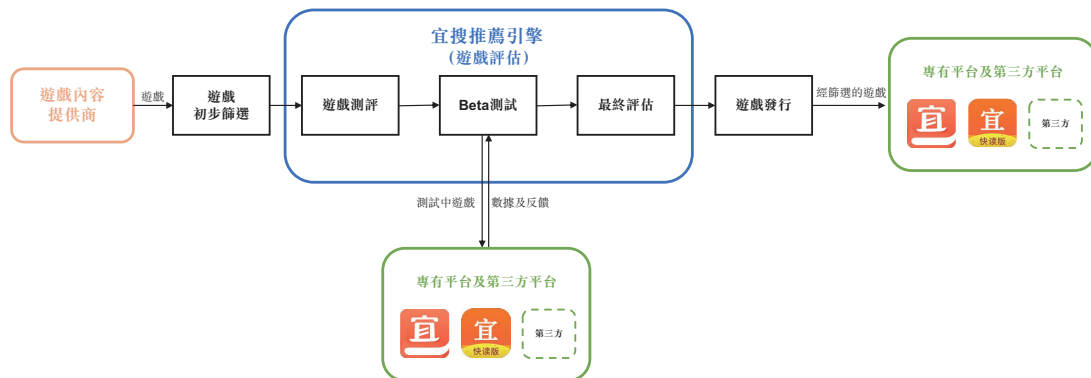 宜搜推薦引擎
(遊戲評估)
遊戲內容
提供商
遊戲
遊戲
初步篩選
遊戲測評
Beta測試
最終評估
遊戲發行
經篩選的遊戲
專有平台及第三方平台
宜
宜
快读版
第三方
測試中遊戲
數據及反饋
專有平台及第三方平台
宜
宜
快读版
第三方